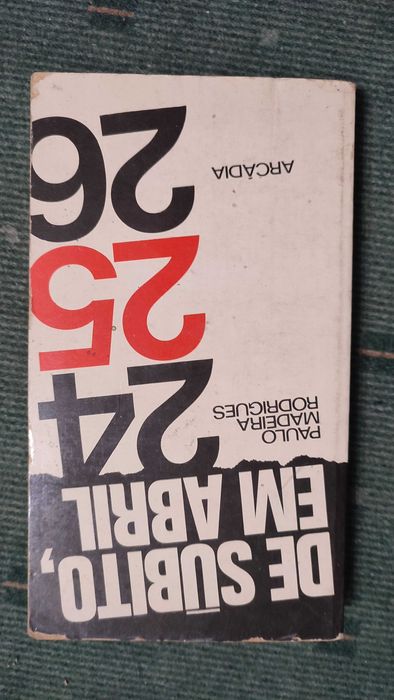 DE SÚBITO,
EM ABRIL
PAULO
MADEIRA
RODRIGUES
24
25
26
ARCÁDIA